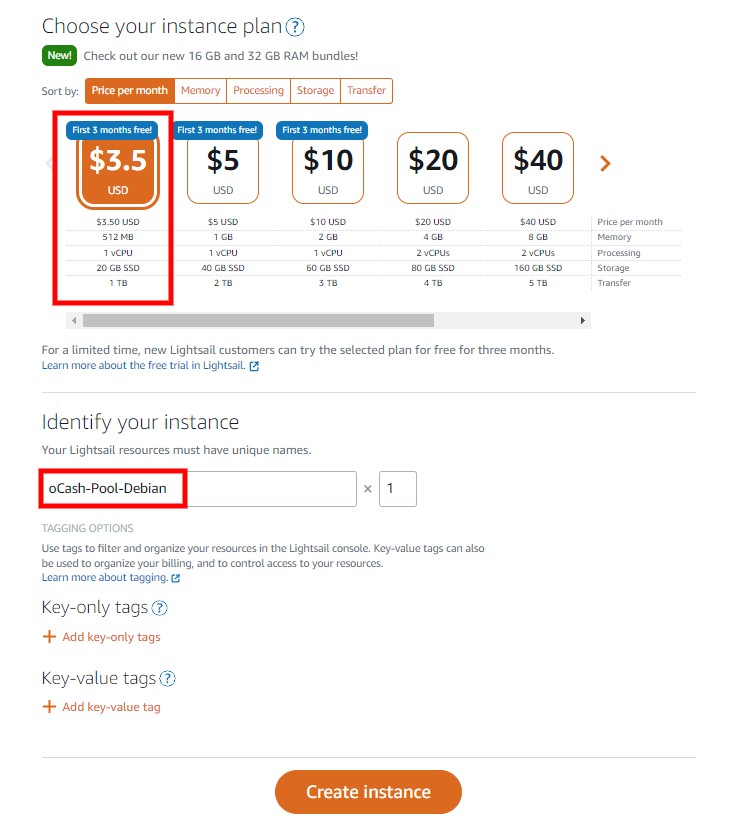 Choose your instance plan ?
New! Check out our new 16 GB and 32 GB RAM bundles!
Sort by: Price per month Memory Processing Storage Transfer
First 3 months free! First 3 months free! First 3 months free!
$3.5 $5 $10 $20 $40
USD USD USD USD USD
$3.50 USD $5 USD $10 USD $20 USD $40 USD Price per month
512 MB 1 GB 2 GB 4 GB 8 GB Memory
1 vCPU 1 vCPU 1 vCPU 2 vCPUs 2 vCPUs Processing
20 GB SSD 40 GB SSD 60 GB SSD 80 GB SSD 160 GB SSD Storage
1 TB 2 TB 3 TB 4 TB 5 TB Transfer
For a limited time, new Lightsail customers can try the selected plan for free for three months.
Learn more about the free trial in Lightsail.
Identify your instance
Your Lightsail resources must have unique names.
oCash-Pool-Debian × 1
TAGGING OPTIONS
Use tags to filter and organize your resources in the Lightsail console. Key-value tags can also
be used to organize your billing, and to control access to your resources.
Learn more about tagging.
Key-only tags ?
+ Add key-only tags
Key-value tags ?
+ Add key-value tag
Create instance